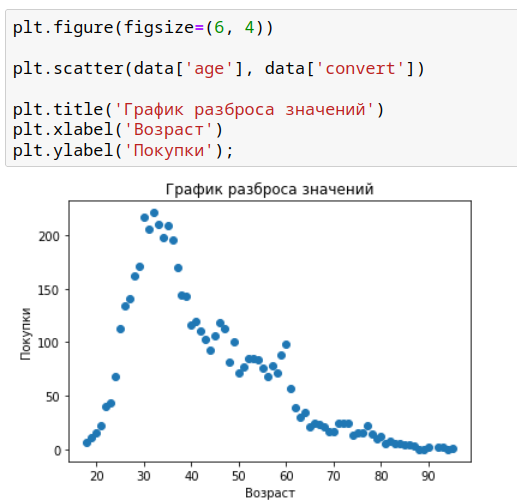 plt.figure(figsize=(6, 4))
plt.scatter(data['age'], data['convert'])
plt.title('График разброса значений')
plt.xlabel('Возраст')
plt.ylabel('Покупки');
График разброса значений
Покупки
200
150
100
50
0
20 30 40 50 60 70 80 90
Возраст